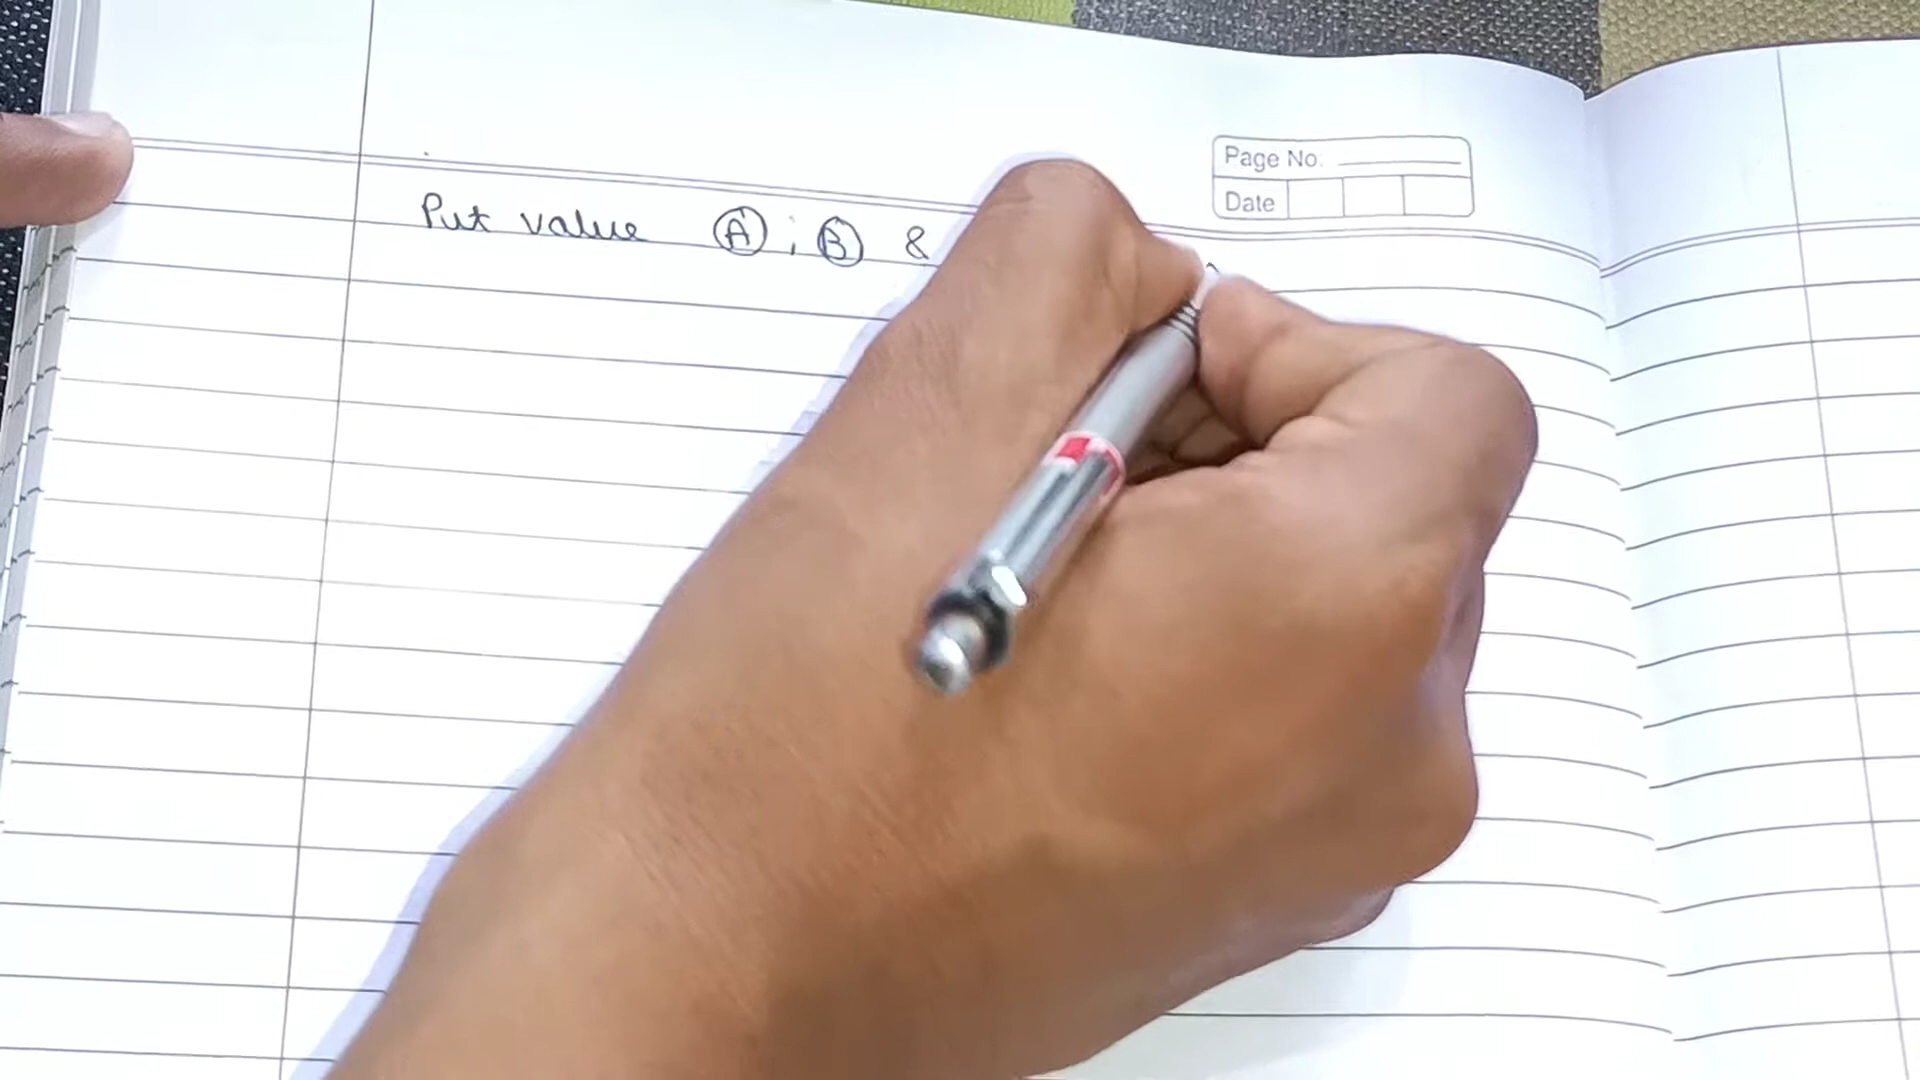 Page No.
Date
Put value Ⓐ ; Ⓑ &